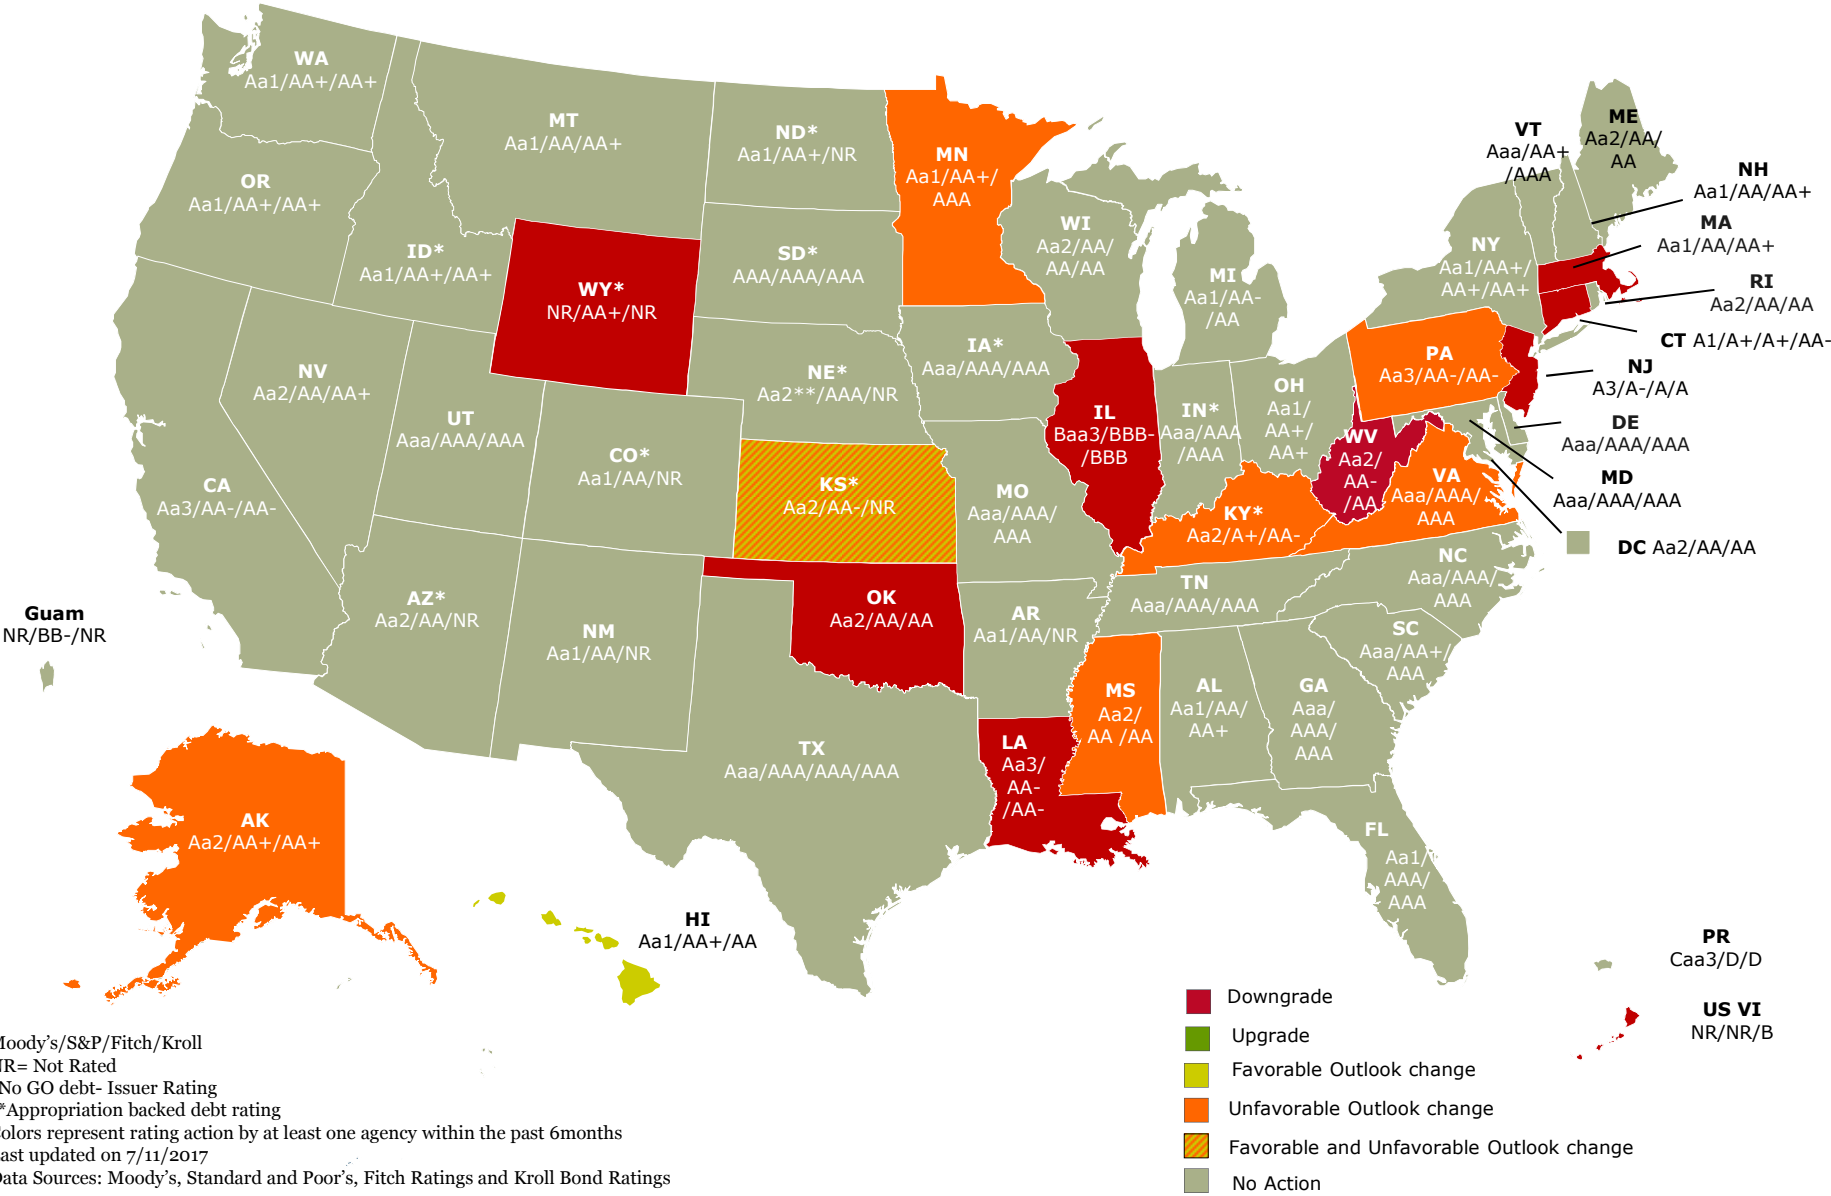 WA
Aa1/AA+/AA+
MT
Aa1/AA/AA+
ND*
Aa1/AA+/NR
MN
Aa1/AA+/
AAA
VT
Aaa/AA+
/AAA
ME
Aa2/AA/
AA
NH
Aa1/AA/AA+
OR
Aa1/AA+/AA+
ID*
Aa1/AA+/AA+
SD*
AAA/AAA/AAA
WI
Aa2/AA/
AA/AA
MI
Aa1/AA-
/AA
NY
Aa1/AA+/
AA+/AA+
MA
Aa1/AA/AA+
RI
Aa2/AA/AA
CT A1/A+/A+/AA-
WY*
NR/AA+/NR
IA*
Aaa/AAA/AAA
PA
Aa3/AA-/AA-
NJ
A3/A-/A/A
NV
Aa2/AA/AA+
UT
Aaa/AAA/AAA
NE*
Aa2**/AAA/NR
IL
Baa3/BBB-
/BBB
IN*
Aaa/AAA
/AAA
OH
Aa1/
AA+/
AA+
DE
Aaa/AAA/AAA
CO*
Aa1/AA/NR
WV
Aa2/
AA-
/AA
MD
Aaa/AAA/AAA
CA
Aa3/AA-/AA-
KS*
Aa2/AA-/NR
MO
Aaa/AAA/
AAA
KY*
Aa2/A+/AA-
VA
Aaa/AAA/
AAA
DC Aa2/AA/AA
NC
Aaa/AAA/
AAA
TN
Aaa/AAA/AAA
Guam
NR/BB-/NR
AZ*
Aa2/AA/NR
NM
Aa1/AA/NR
OK
Aa2/AA/AA
AR
Aa1/AA/NR
SC
Aaa/AA+/
AAA
MS
Aa2/
AA /AA
AL
Aa1/AA/
AA+
GA
Aaa/
AAA/
AAA
TX
Aaa/AAA/AAA/AAA
LA
Aa3/
AA-
/AA-
FL
Aa1/
AAA/
AAA
AK
Aa2/AA+/AA+
HI
Aa1/AA+/AA
PR
Caa3/D/D
US VI
NR/NR/B
Downgrade
Upgrade
Favorable Outlook change
Unfavorable Outlook change
Favorable and Unfavorable Outlook change
No Action
Moody's/S&P/Fitch/Kroll
NR= Not Rated
No GO debt- Issuer Rating
*Appropriation backed debt rating
Colors represent rating action by at least one agency within the past 6months
Last updated on 7/11/2017
Data Sources: Moody's, Standard and Poor's, Fitch Ratings and Kroll Bond Ratings